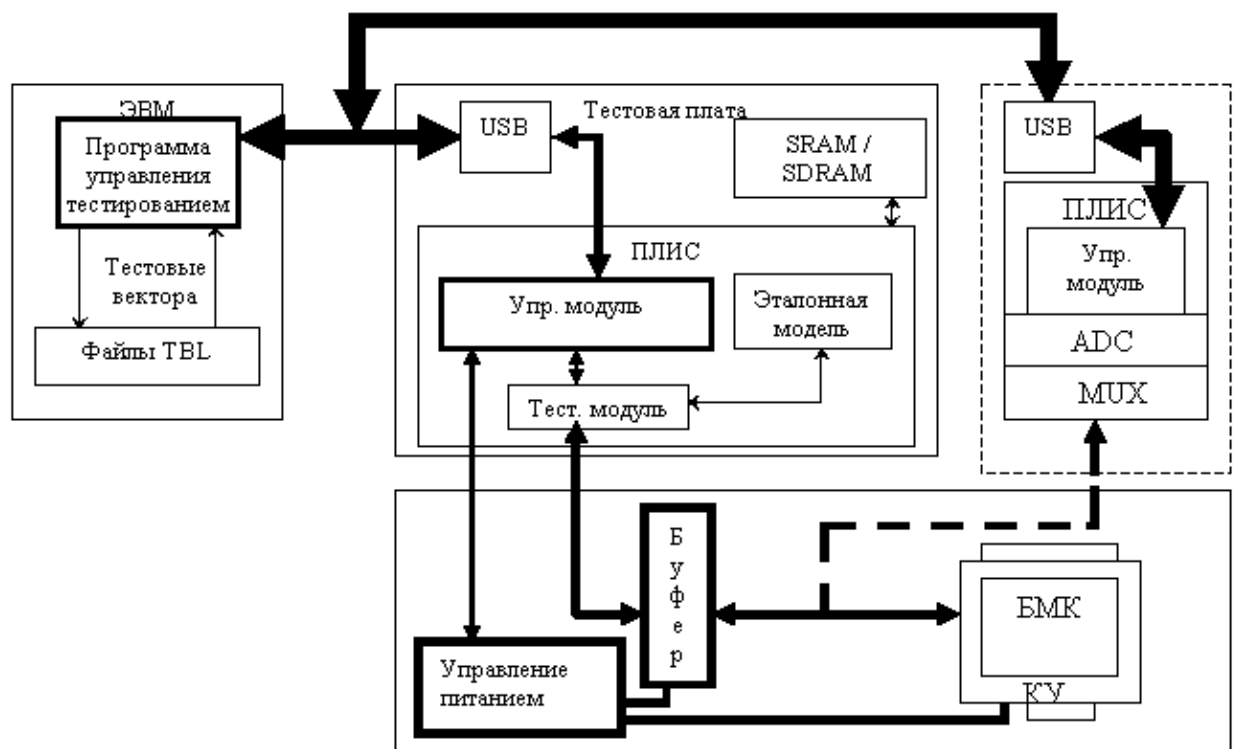 ЭВМ
Программа
управления
тестированием
Тестовые
вектора
Файлы TBL
USB
Тестовая плата
SRAM /
SDRAM
ПЛИС
Упр. модуль
Эталонная
модель
Тест. модуль
USB
ПЛИС
Упр.
модуль
ADC
MUX
Буфер
Управление
питанием
БМК
КУ